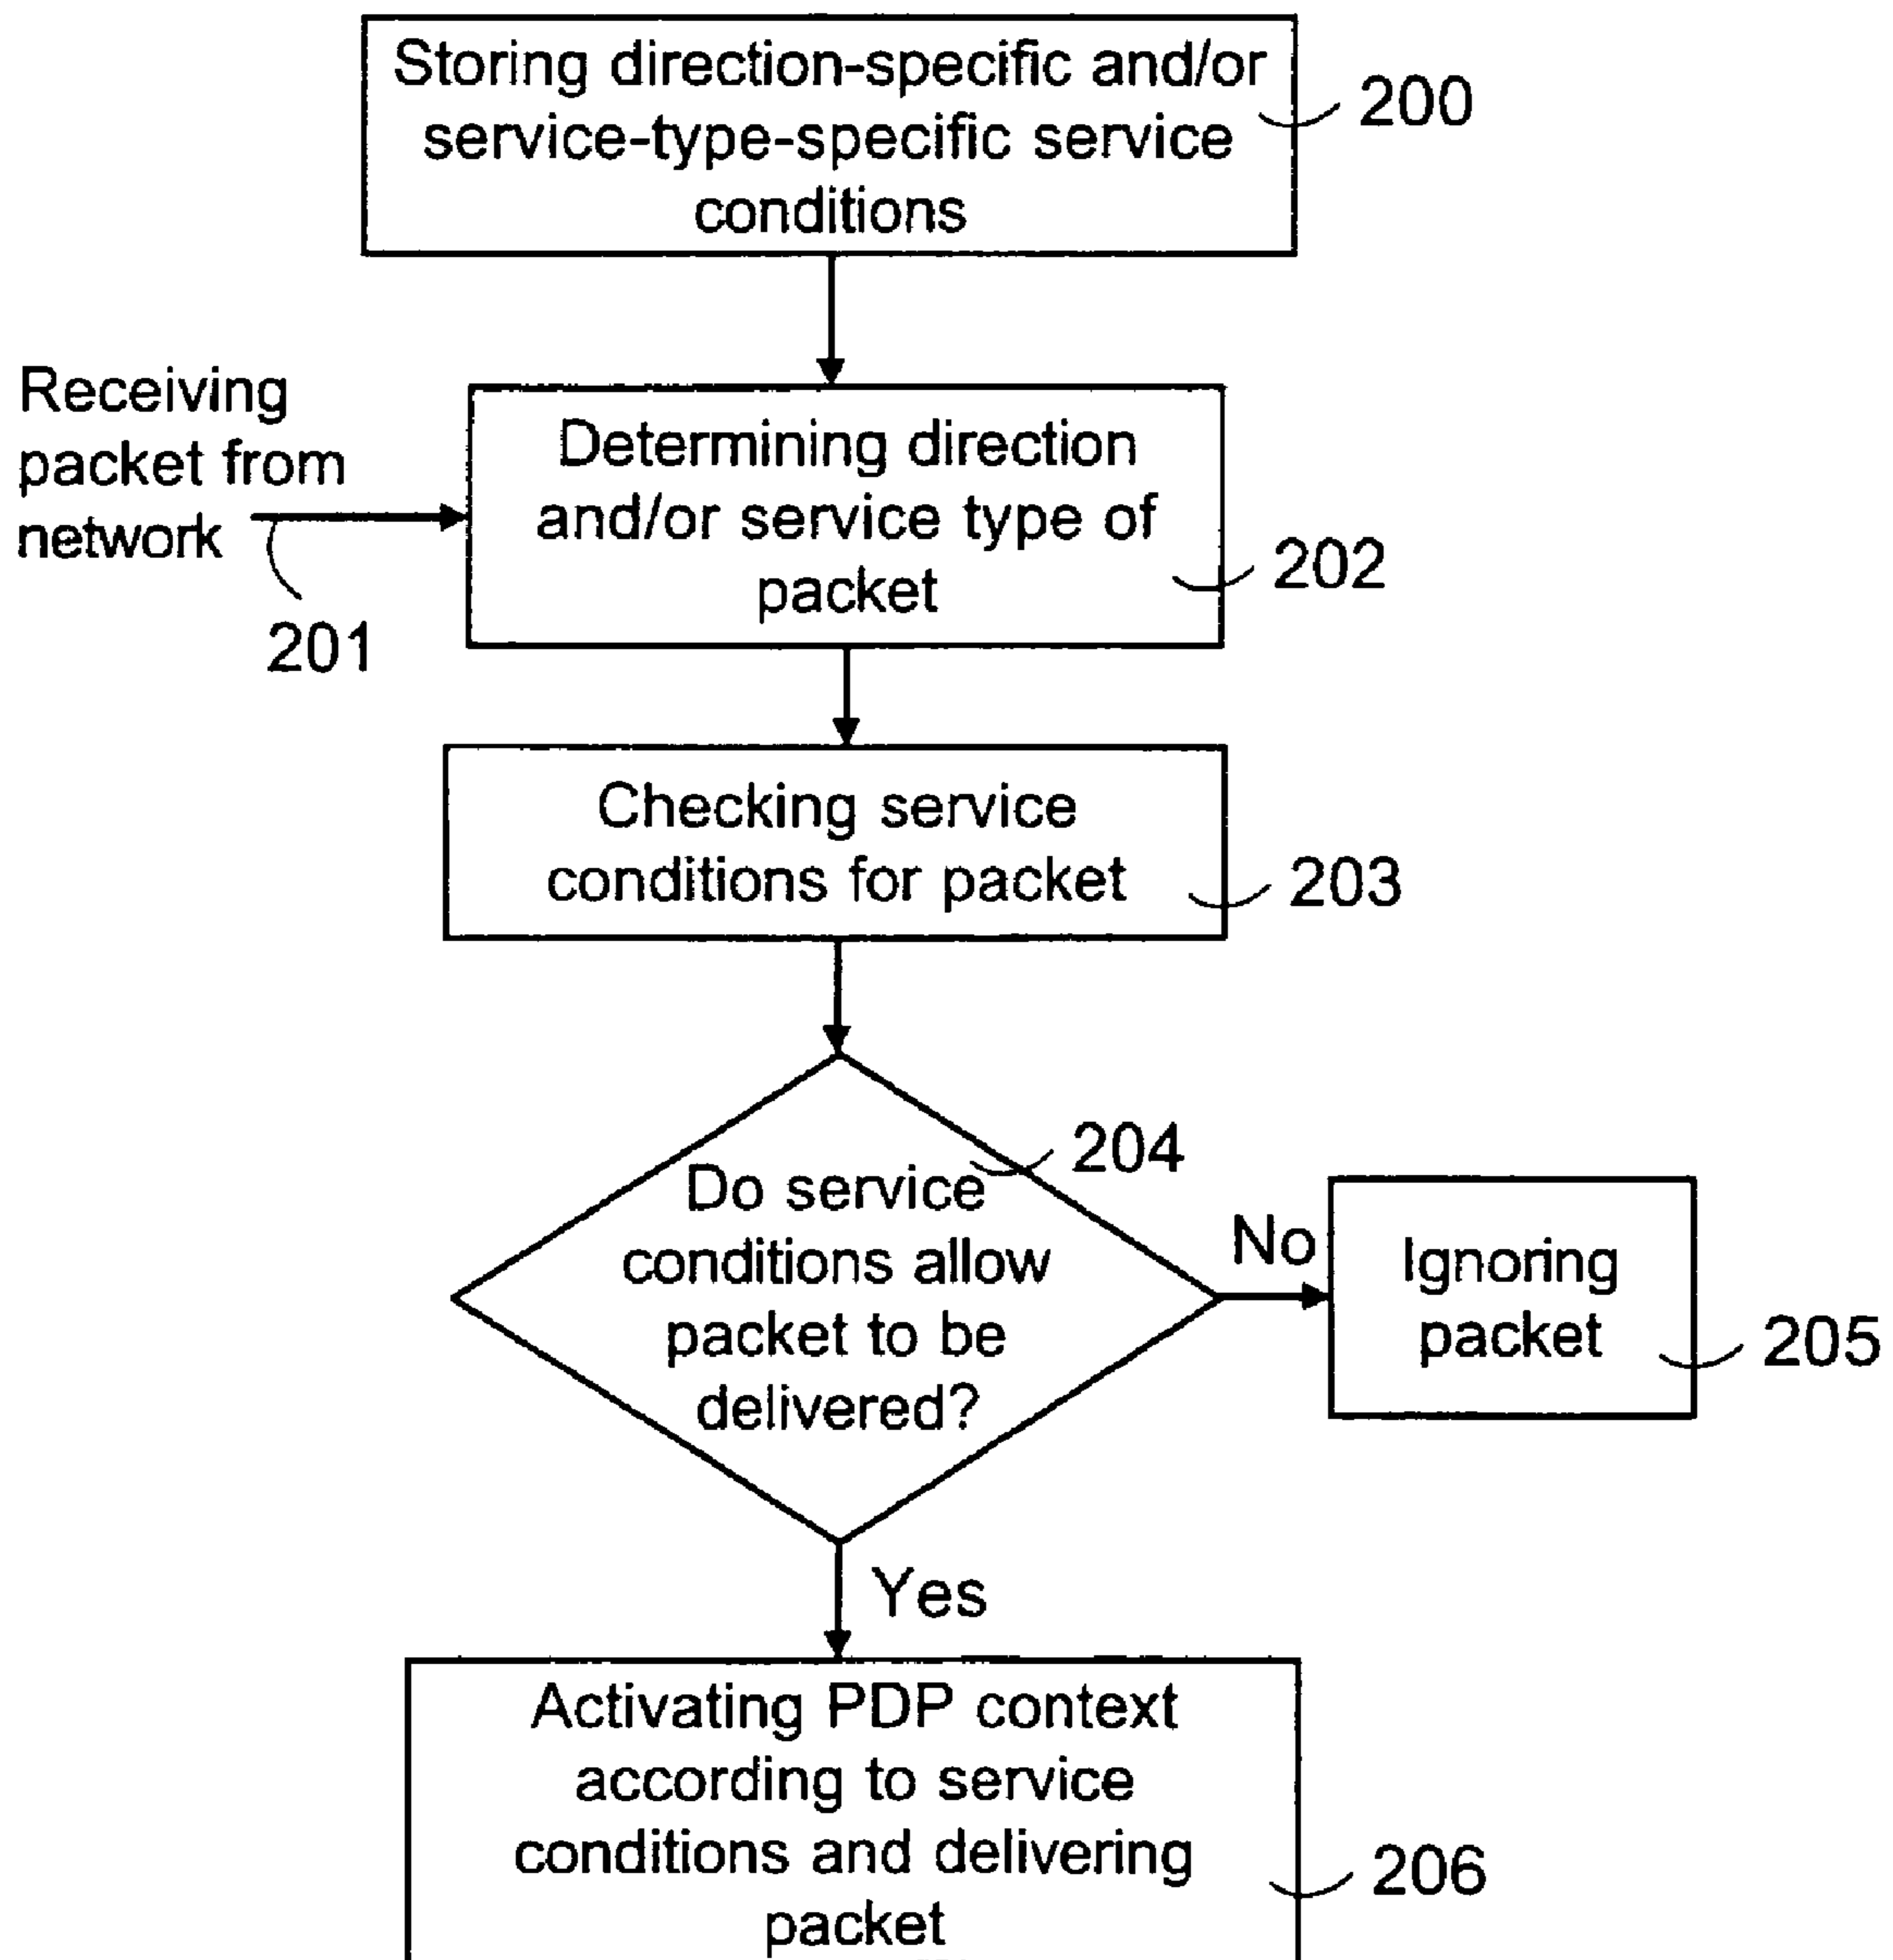 Storing direction-specific and/or
service-type-specific service
conditions
200
Receiving
packet from
network
201
Determining direction
and/or service type of
packet
202
Checking service
conditions for packet
203
204
Do service
conditions allow
packet to be
delivered?
No
Ignoring
packet
205
Yes
Activating PDP context
according to service
conditions and delivering
packet
206